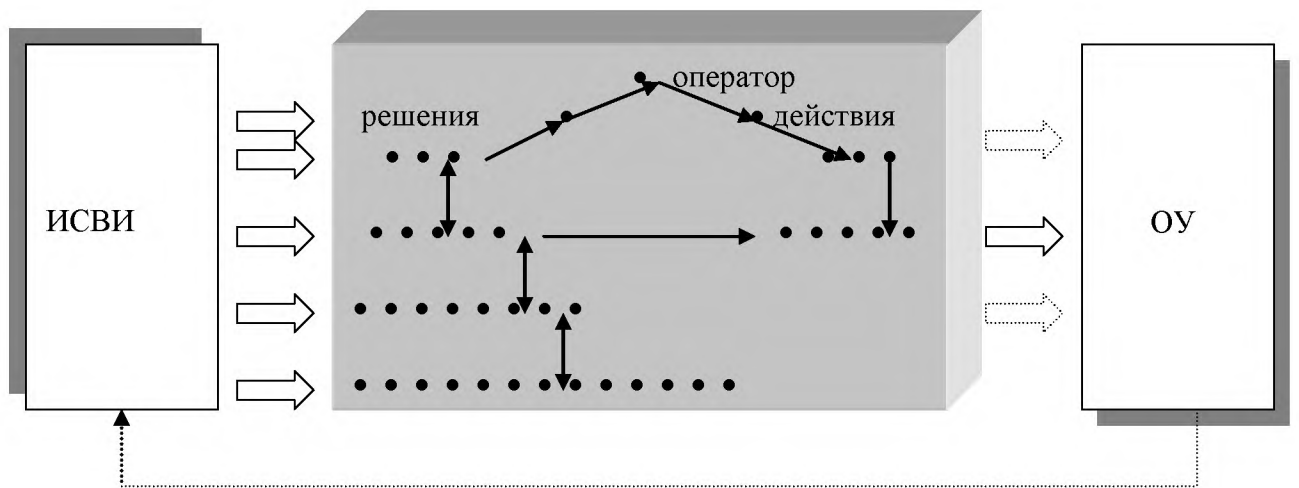 оператор
решения
действия
ИСВИ
ОУ